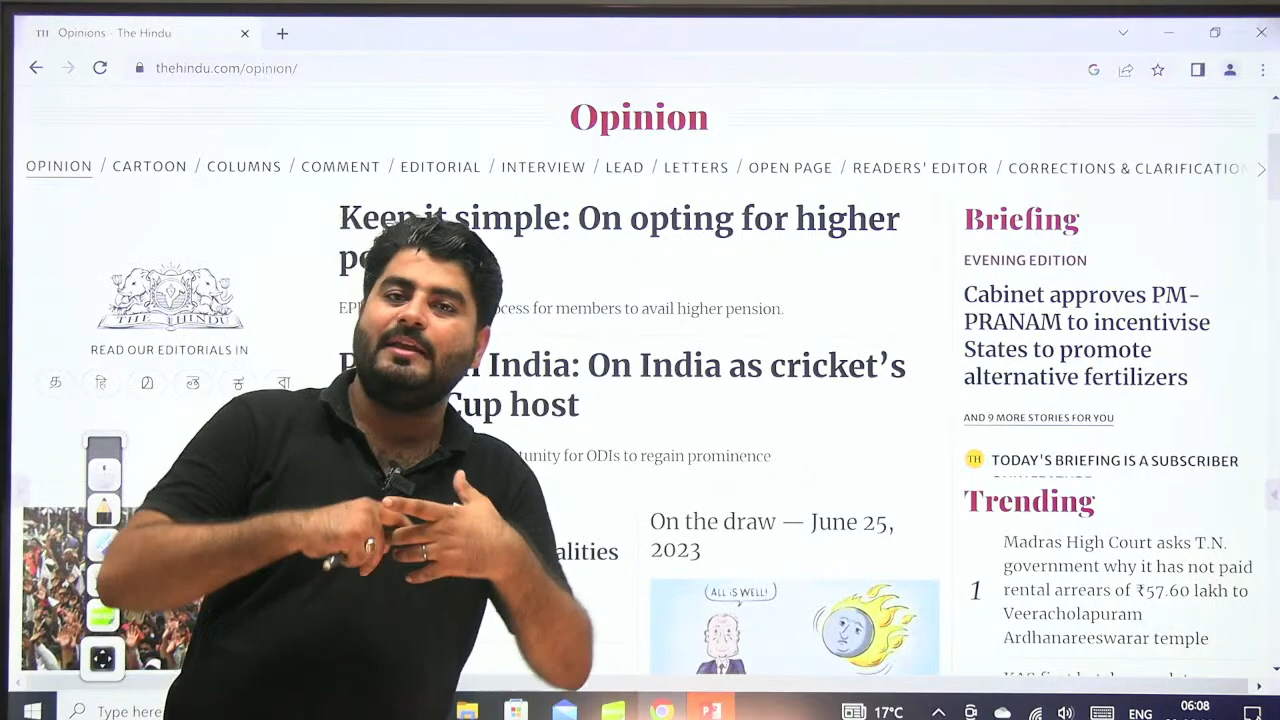 Opinions - The Hindu
thehindu.com/opinion/
Opinion
OPINION / CARTOON / COLUMNS / COMMENT / EDITORIAL / INTERVIEW / LEAD / LETTERS / OPEN PAGE / READERS' EDITOR / CORRECTIONS & CLARIFICATIO
Keep it simple: On opting for higher
for members to avail higher pension.
THE HINDU
READ OUR EDITORIALS IN
த हि മ తె ಕ বা
India: On India as cricket's
Cup host
for ODIs to regain prominence
On the draw — June 25,
2023
ALL IS WELL!
Briefing
EVENING EDITION
Cabinet approves PM-
PRANAM to incentivise
States to promote
alternative fertilizers
AND 9 MORE STORIES FOR YOU
TH TODAY'S BRIEFING IS A SUBSCRIBER
Trending
1
Madras High Court asks T.N.
government why it has not paid
rental arrears of ₹57.60 lakh to
Veeracholapuram
Ardhanareeswarar temple
Type here
17°C
ENG
06:08